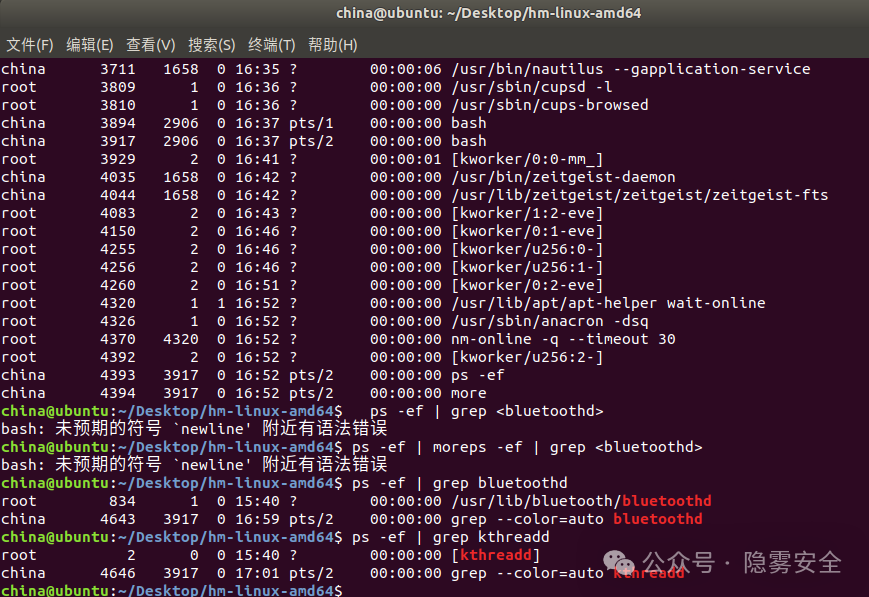 china@ubuntu: ~/Desktop/hm-linux-amd64
文件(F) 编辑(E) 查看(V) 搜索(S) 终端(T) 帮助(H)
china 3711 1658 0 16:35 ? 00:00:06 /usr/bin/nautilus --gapplication-service
root 3809 1 0 16:36 ? 00:00:00 /usr/sbin/cupsd -l
root 3810 1 0 16:36 ? 00:00:00 /usr/sbin/cups-browsed
china 3894 2906 0 16:37 pts/1 00:00:00 bash
china 3917 2906 0 16:37 pts/2 00:00:00 bash
root 3929 2 0 16:41 ? 00:00:01 [kworker/0:0-mm_]
china 4035 1658 0 16:42 ? 00:00:00 /usr/bin/zeitgeist-daemon
china 4044 1658 0 16:42 ? 00:00:00 /usr/lib/zeitgeist/zeitgeist/zeitgeist-fts
root 4083 2 0 16:43 ? 00:00:00 [kworker/1:2-eve]
root 4150 2 0 16:46 ? 00:00:00 [kworker/0:1-eve]
root 4255 2 0 16:46 ? 00:00:00 [kworker/u256:0-]
root 4256 2 0 16:46 ? 00:00:00 [kworker/u256:1-]
root 4260 2 0 16:51 ? 00:00:00 [kworker/0:2-eve]
root 4320 1 1 16:52 ? 00:00:00 /usr/lib/apt/apt-helper wait-online
root 4326 1 0 16:52 ? 00:00:00 /usr/sbin/anacron -dsq
root 4370 4320 0 16:52 ? 00:00:00 nm-online -q --timeout 30
root 4392 2 0 16:52 ? 00:00:00 [kworker/u256:2-]
china 4393 3917 0 16:52 pts/2 00:00:00 ps -ef
china 4394 3917 0 16:52 pts/2 00:00:00 more
china@ubuntu:~/Desktop/hm-linux-amd64$ ps -ef | grep <bluetoothd>
bash: 未预期的符号 `newline' 附近有语法错误
china@ubuntu:~/Desktop/hm-linux-amd64$ ps -ef | moreps -ef | grep <bluetoothd>
bash: 未预期的符号 `newline' 附近有语法错误
china@ubuntu:~/Desktop/hm-linux-amd64$ ps -ef | grep bluetoothd
root 834 1 0 15:40 ? 00:00:00 /usr/lib/bluetooth/bluetoothd
china 4643 3917 0 16:59 pts/2 00:00:00 grep --color=auto bluetoothd
china@ubuntu:~/Desktop/hm-linux-amd64$ ps -ef | grep kthreadd
root 2 0 0 15:40 ? 00:00:00 [kthreadd]
china 4646 3917 0 17:01 pts/2 00:00:00 grep --color=auto kthreadd
公众号 · 隐雾安全
china@ubuntu:~/Desktop/hm-linux-amd64$